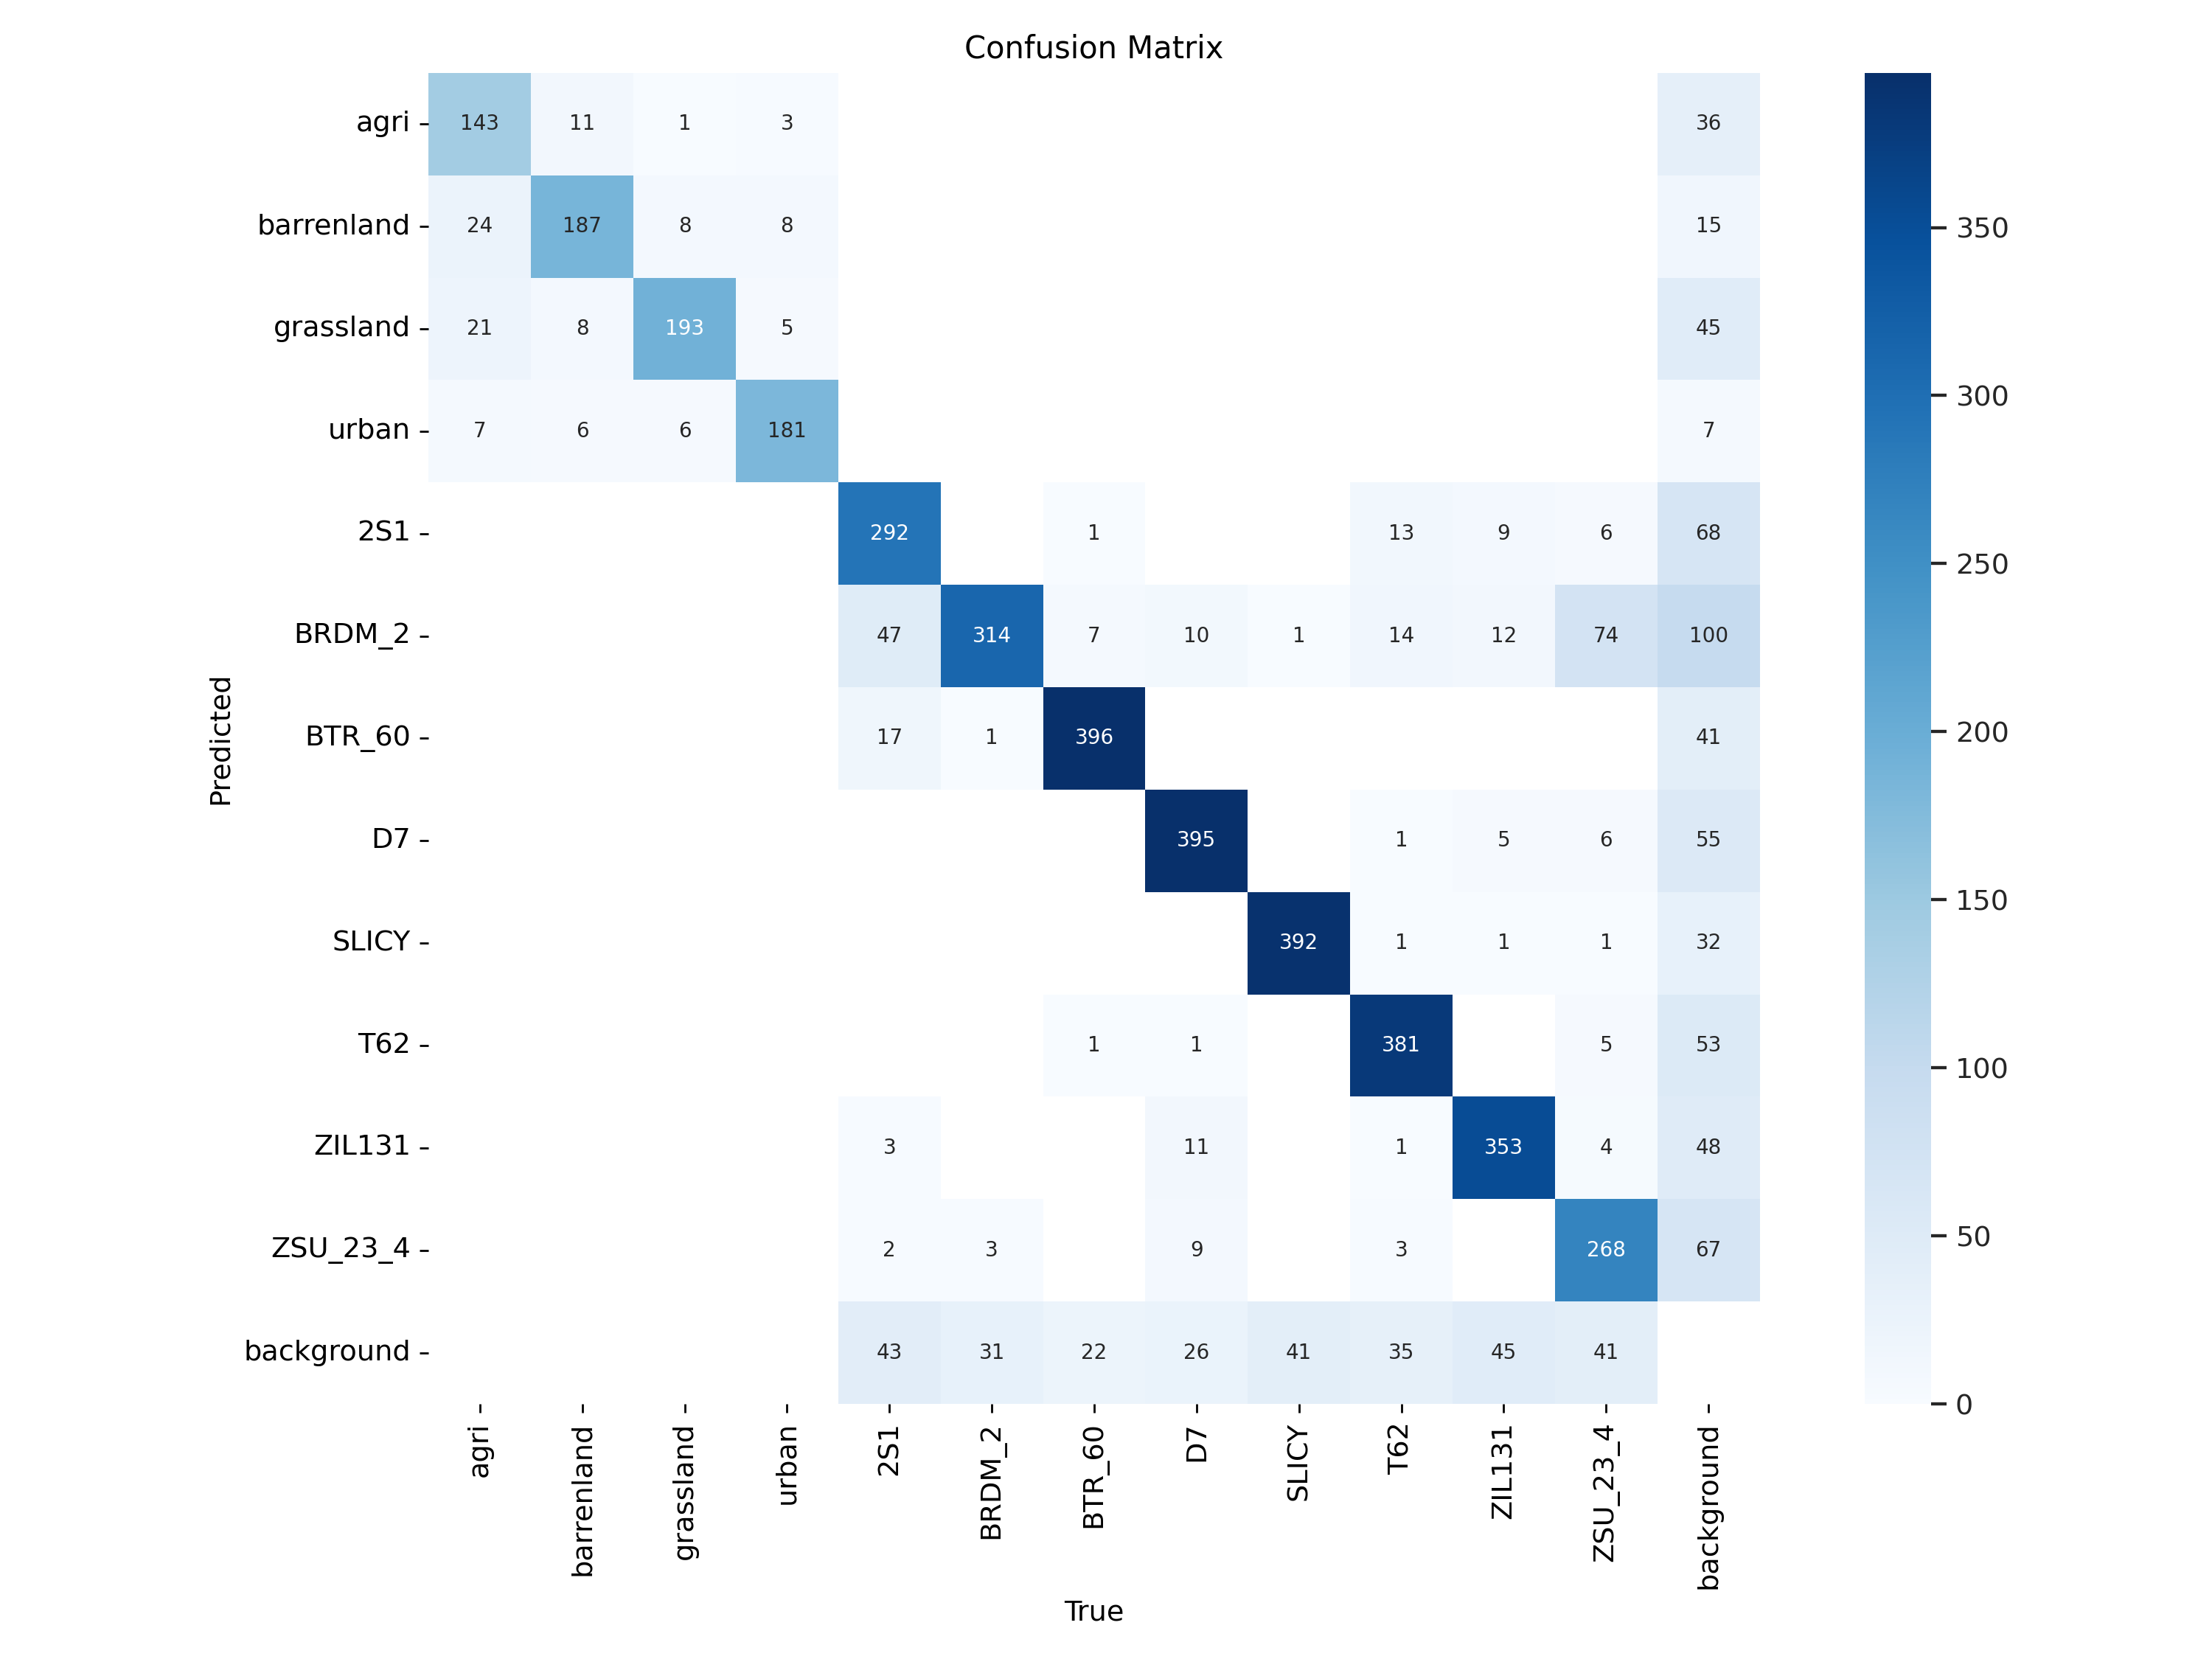 Confusion Matrix
agri 143 11 1 3 36
barrenland 24 187 8 8 15
grassland 21 8 193 5 45
urban 7 6 6 181 7
2S1 292 1 13 9 6 68
BRDM_2 47 314 7 10 1 14 12 74 100
BTR_60 17 1 396 41
D7 395 1 5 6 55
SLICY 392 1 1 1 32
T62 1 1 381 5 53
ZIL131 3 11 1 353 4 48
ZSU_23_4 2 3 9 3 268 67
background 43 31 22 26 41 35 45 41
Predicted
agri barrenland grassland urban 2S1 BRDM_2 BTR_60 D7 SLICY T62 ZIL131 ZSU_23_4 background
True
350
300
250
200
150
100
50
0